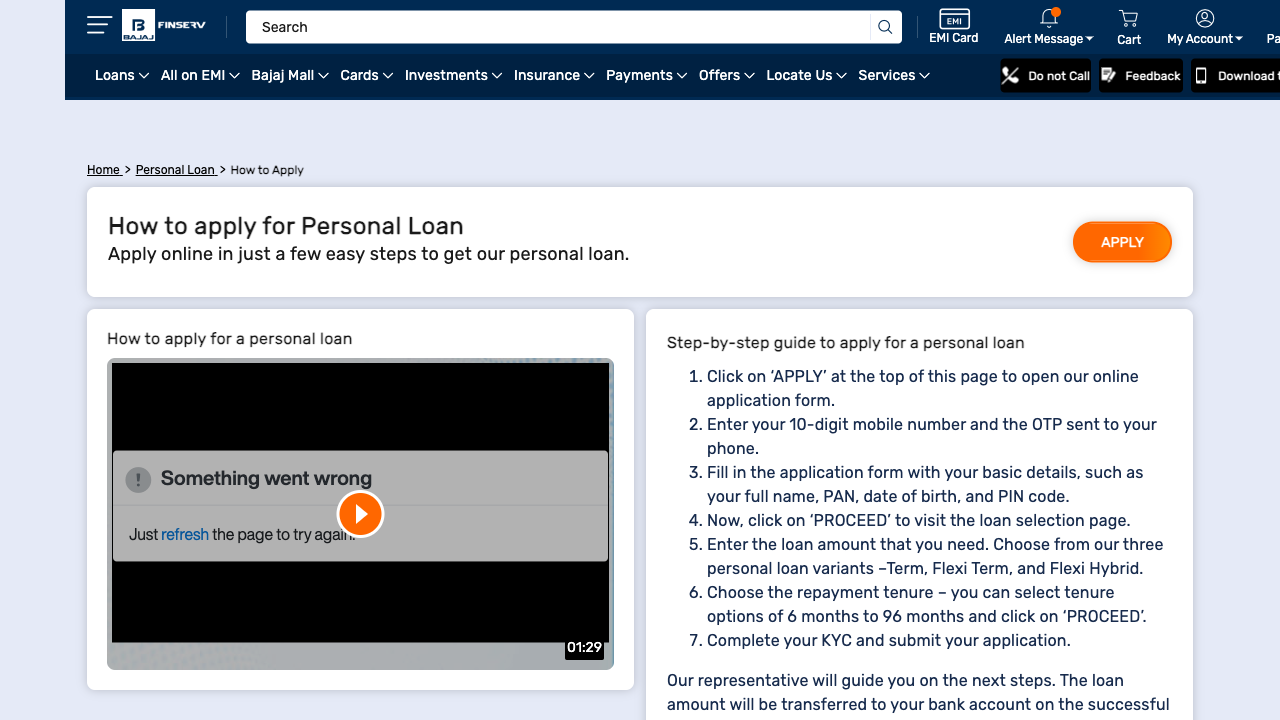 BAJAJ FINSERV
Search
EMI
EMI Card
Alert Message
Cart
My Account
Loans All on EMI Bajaj Mall Cards Investments Insurance Payments Offers Locate Us Services
Do not Call
Feedback
Download
Home > Personal Loan > How to Apply
How to apply for Personal Loan
Apply online in just a few easy steps to get our personal loan.
APPLY
How to apply for a personal loan
Something went wrong
Just refresh the page to try again.
01:29
Step-by-step guide to apply for a personal loan
1. Click on ‘APPLY’ at the top of this page to open our online
application form.
2. Enter your 10-digit mobile number and the OTP sent to your
phone.
3. Fill in the application form with your basic details, such as
your full name, PAN, date of birth, and PIN code.
4. Now, click on ‘PROCEED’ to visit the loan selection page.
5. Enter the loan amount that you need. Choose from our three
personal loan variants –Term, Flexi Term, and Flexi Hybrid.
6. Choose the repayment tenure – you can select tenure
options of 6 months to 96 months and click on ‘PROCEED’.
7. Complete your KYC and submit your application.
Our representative will guide you on the next steps. The loan
amount will be transferred to your bank account on the successful